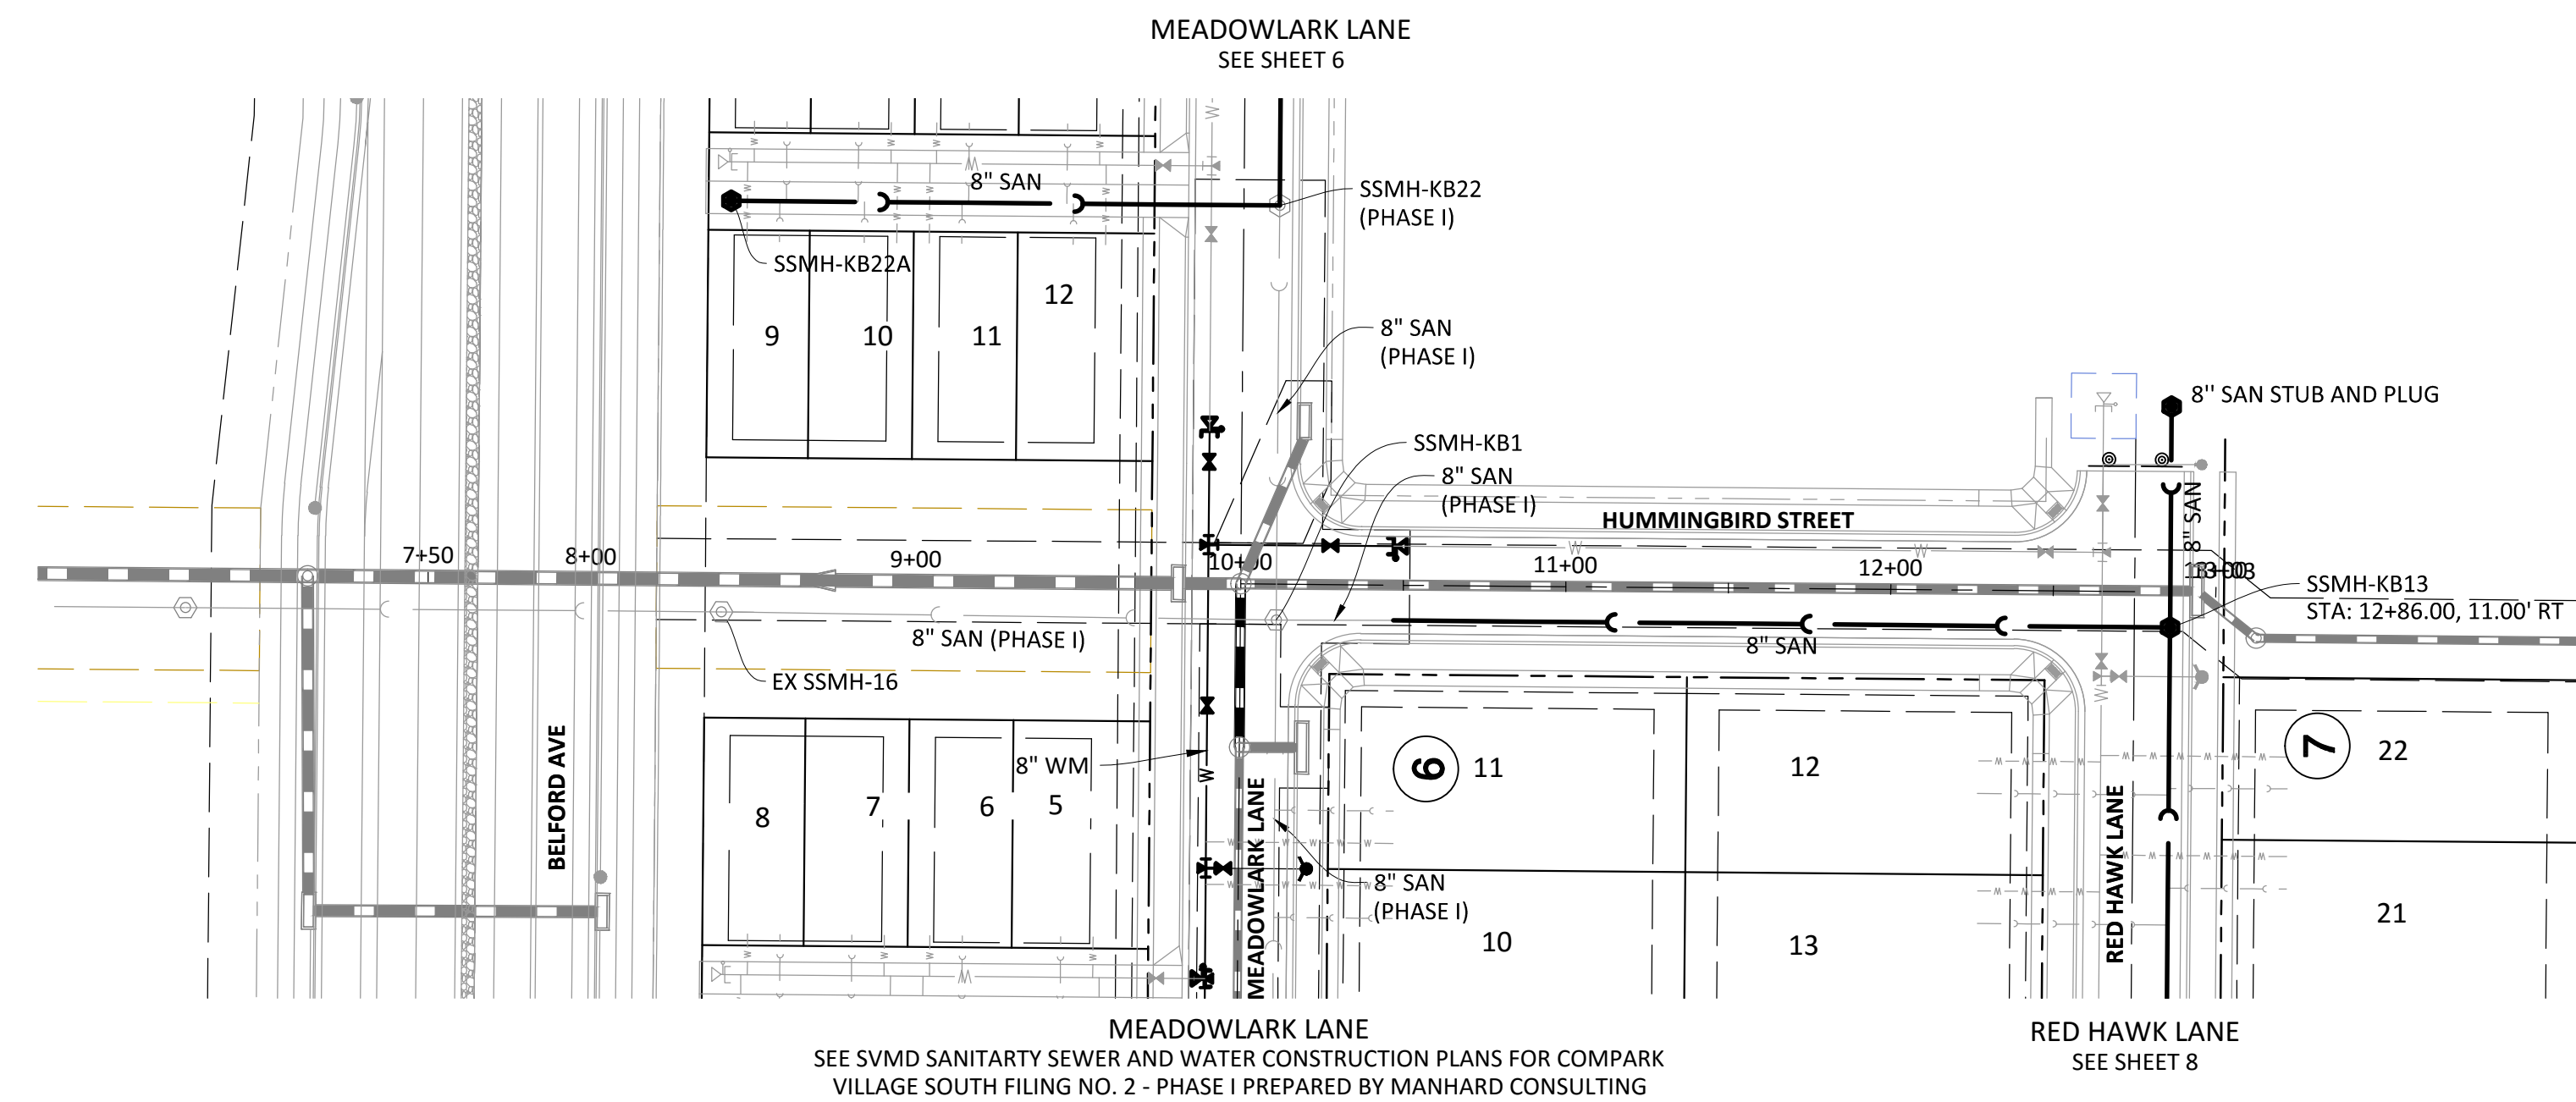 MEADOWLARK LANE
SEE SHEET 6
8" SAN
SSMH-KB22
(PHASE I)
SSMH-KB22A
12
9
10
11
8" SAN
(PHASE I)
8'' SAN STUB AND PLUG
SSMH-KB1
8" SAN
(PHASE I)
8" SAN
HUMMINGBIRD STREET
W
W
7+50
8+00
9+00
10+00
11+00
12+00
SSMH-KB13
STA: 12+86.00, 11.00' RT
8" SAN (PHASE I)
8" SAN
EX SSMH-16
BELFORD AVE
8" WM
W
8
7
6
5
MEADOWLARK LANE
6
11
12
RED HAWK LANE
7
22
8" SAN
(PHASE I)
10
13
21
MEADOWLARK LANE
SEE SVMD SANITARTY SEWER AND WATER CONSTRUCTION PLANS FOR COMPARK
VILLAGE SOUTH FILING NO. 2 - PHASE I PREPARED BY MANHARD CONSULTING
RED HAWK LANE
SEE SHEET 8